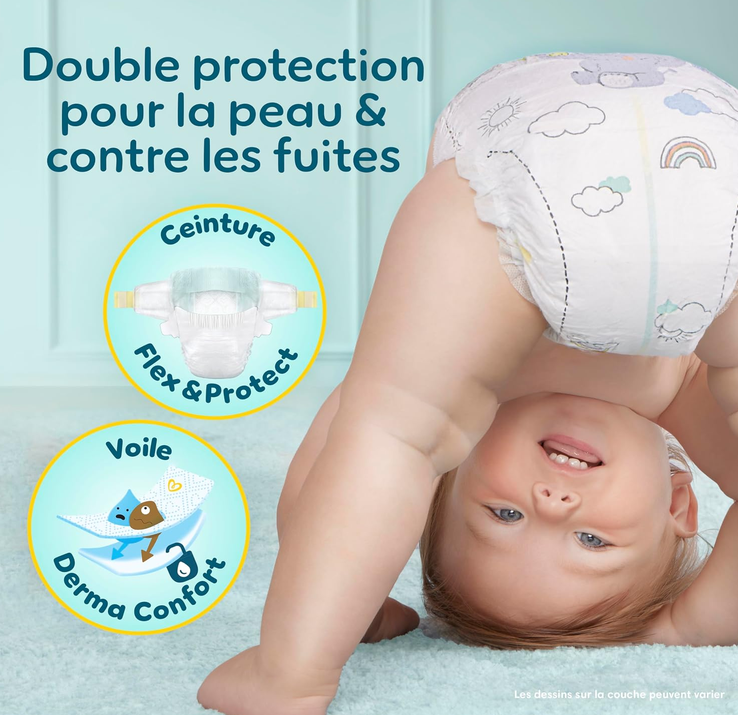 Double protection
pour la peau &
contre les fuites
Ceinture
Flex & Protect
Voile
Derma Confort
Les dessins sur la couche peuvent varier